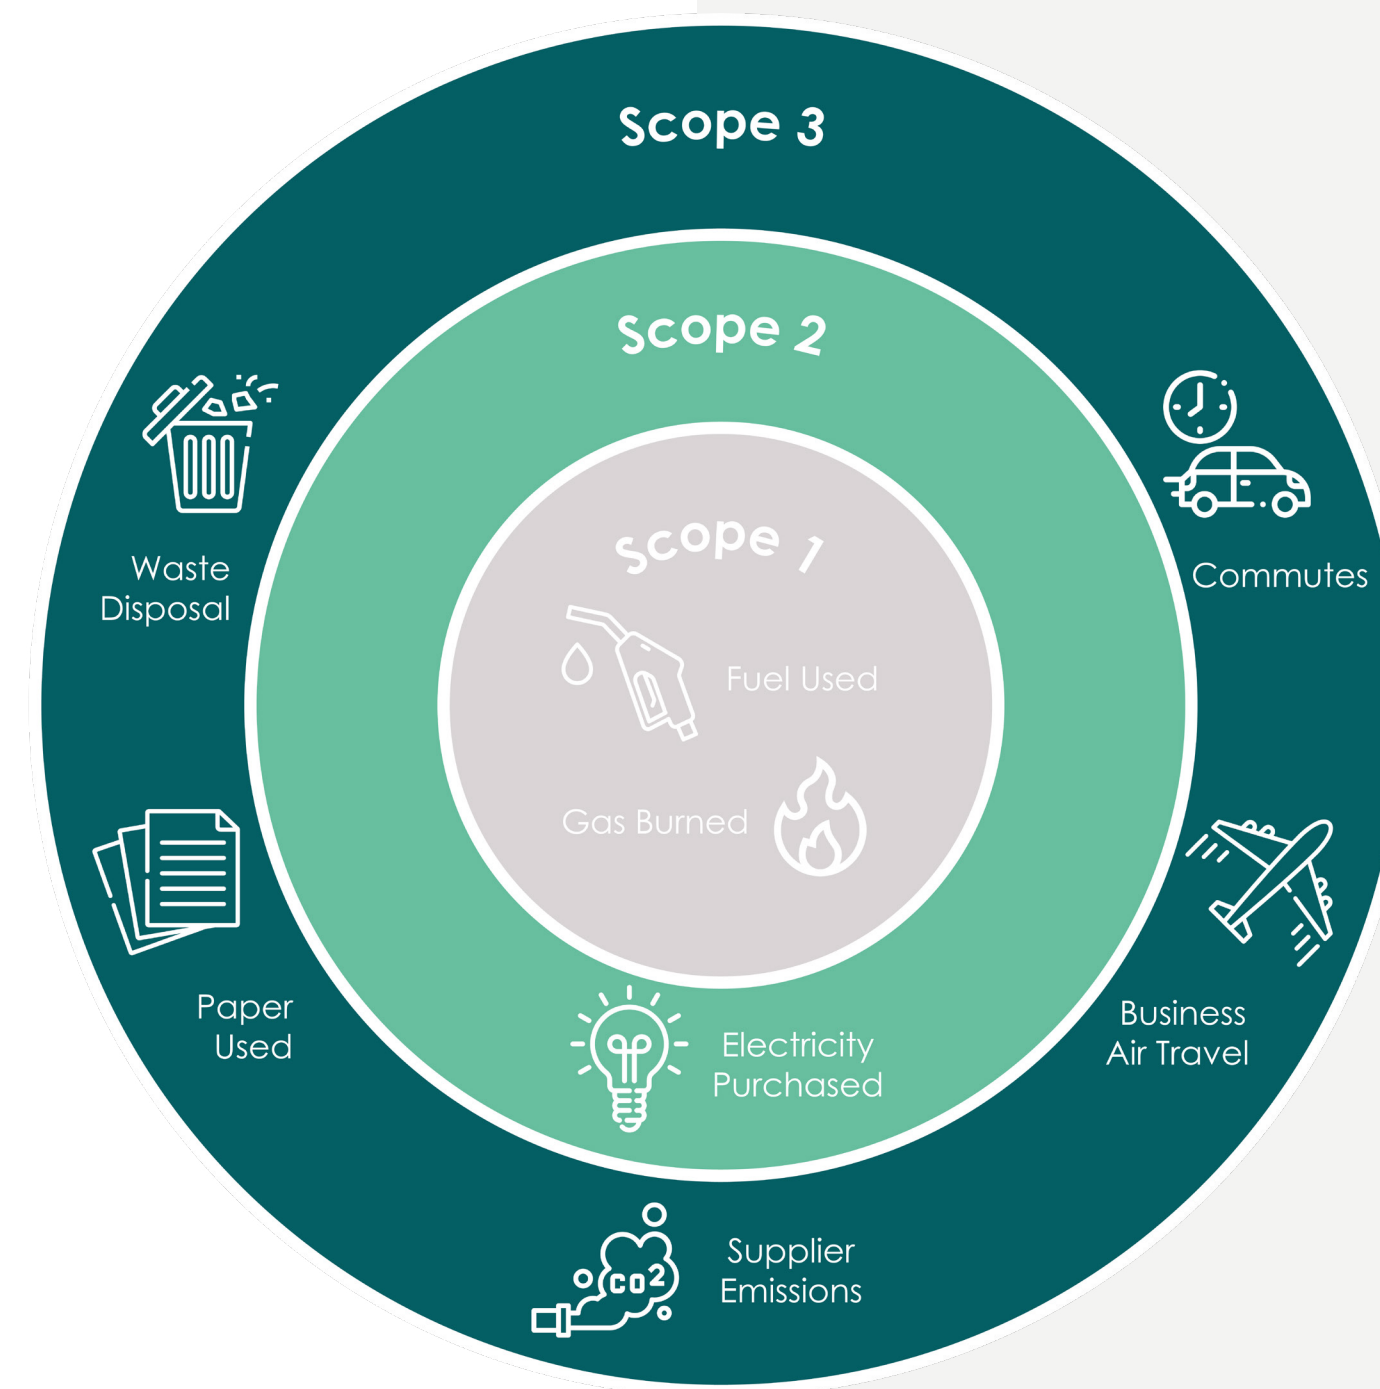 Scope 3
Scope 2
Scope 1
Waste
Disposal
Commutes
Fuel Used
Gas Burned
Paper
Used
Business
Air Travel
Electricity
Purchased
Supplier
Emissions
CO2